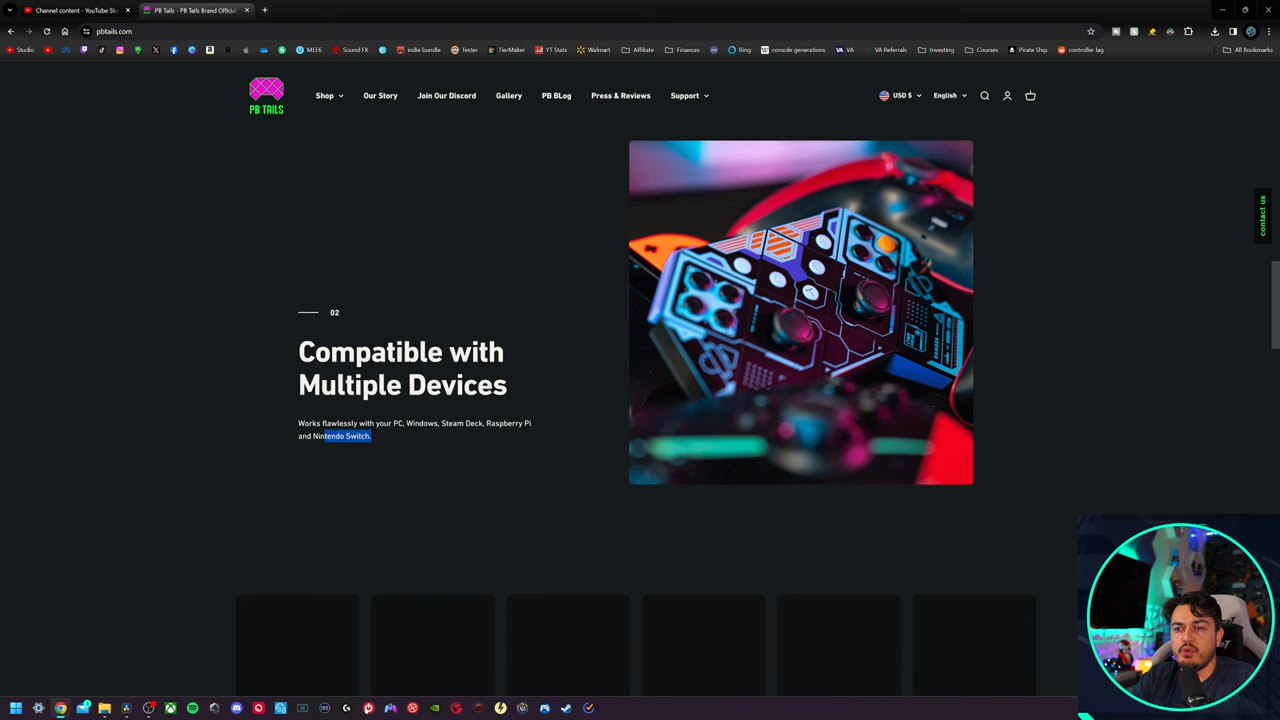 Channel content - YouTube St
PB Tails - PB Tails Brand Official
pbtails.com
Studio
MEE6
Sound FX
indie bundle
Tester
TierMaker
YT Stats
Walmart
Affiliate
Finances
Ring
console generations
VA
VA Referrals
Investing
Courses
Pirate Ship
controller lag
All Bookmarks
PB TAILS
Shop
Our Story
Join Our Discord
Gallery
PB BLog
Press & Reviews
Support
USD $
English
contact us
02
Compatible with
Multiple Devices
Works flawlessly with your PC, Windows, Steam Deck, Raspberry Pi
and Nintendo Switch.